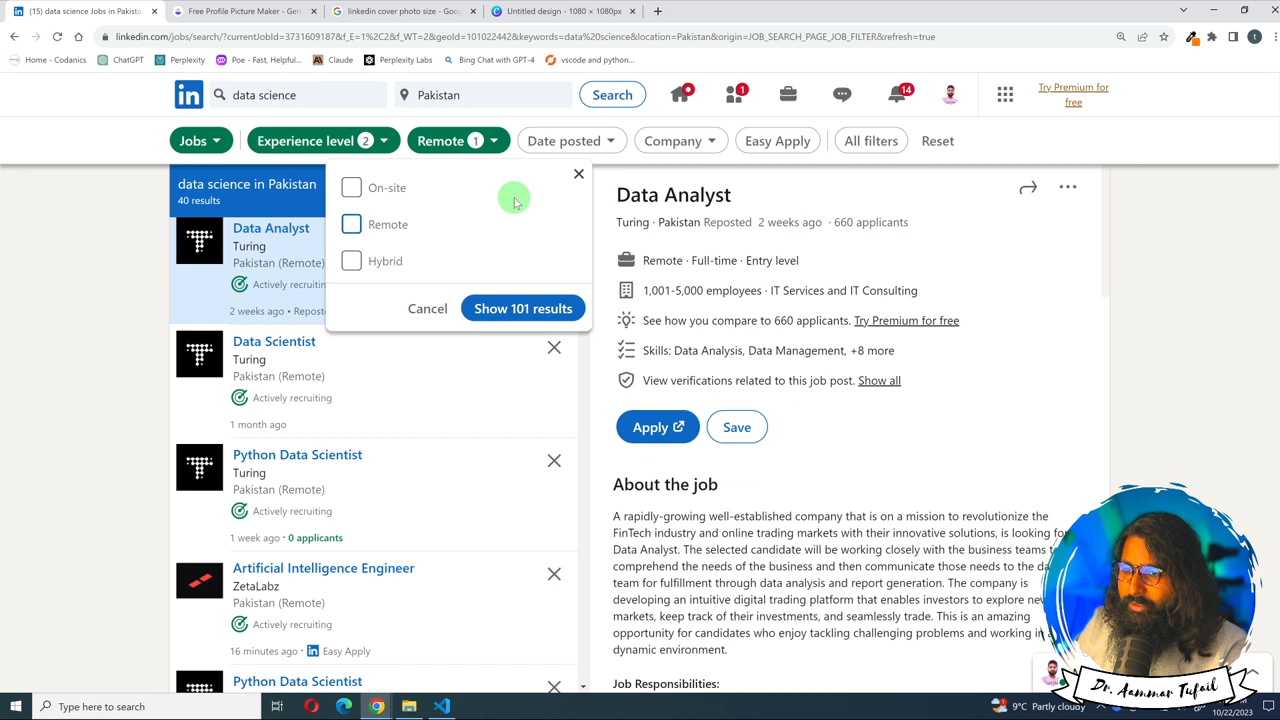 (15) data science Jobs in Pakistan
Free Profile Picture Maker - Gen
linkedin cover photo size - Goo
Untitled design - 1080 × 1080px
linkedin.com/jobs/search/?currentJobId=3731609187&f_E=1%2C2&f_WT=2&geoId=101022442&keywords=data%20science&location=Pakistan&origin=JOB_SEARCH_PAGE_JOB_FILTER&refresh=true
Home - Codanics
ChatGPT
Perplexity
Poe - Fast, Helpful...
Claude
Perplexity Labs
Bing Chat with GPT-4
vscode and python...
in
data science
Pakistan
Search
1
14
Try Premium for
free
Jobs
Experience level 2
Remote 1
Date posted
Company
Easy Apply
All filters
Reset
data science in Pakistan
40 results
On-site
Remote
Hybrid
Cancel
Show 101 results
Data Analyst
Turing
Pakistan (Remote)
Actively recruitin
2 weeks ago • Repost
Data Scientist
Turing
Pakistan (Remote)
Actively recruiting
1 month ago
Python Data Scientist
Turing
Pakistan (Remote)
Actively recruiting
1 week ago • 0 applicants
Artificial Intelligence Engineer
ZetaLabz
Pakistan (Remote)
Actively recruiting
16 minutes ago • in Easy Apply
Python Data Scientist
Data Analyst
Turing · Pakistan Reposted 2 weeks ago · 660 applicants
Remote · Full-time · Entry level
1,001-5,000 employees · IT Services and IT Consulting
See how you compare to 660 applicants. Try Premium for free
Skills: Data Analysis, Data Management, +8 more
View verifications related to this job post. Show all
Apply
Save
About the job
A rapidly-growing well-established company that is on a mission to revolutionize the
FinTech industry and online trading markets with their innovative solutions, is looking for
Data Analyst. The selected candidate will be working closely with the business teams to
comprehend the needs of the business and then communicate those needs to the da
team for fulfillment through data analysis and report generation. The company is
developing an intuitive digital trading platform that enables investors to explore new
markets, keep track of their investments, and seamlessly trade. This is an amazing
opportunity for candidates who enjoy tackling challenging problems and working in a
dynamic environment.
Job Responsibilities:
Dr. Aammar Tufail
Type here to search
9°C Partly cloudy
10/22/2023